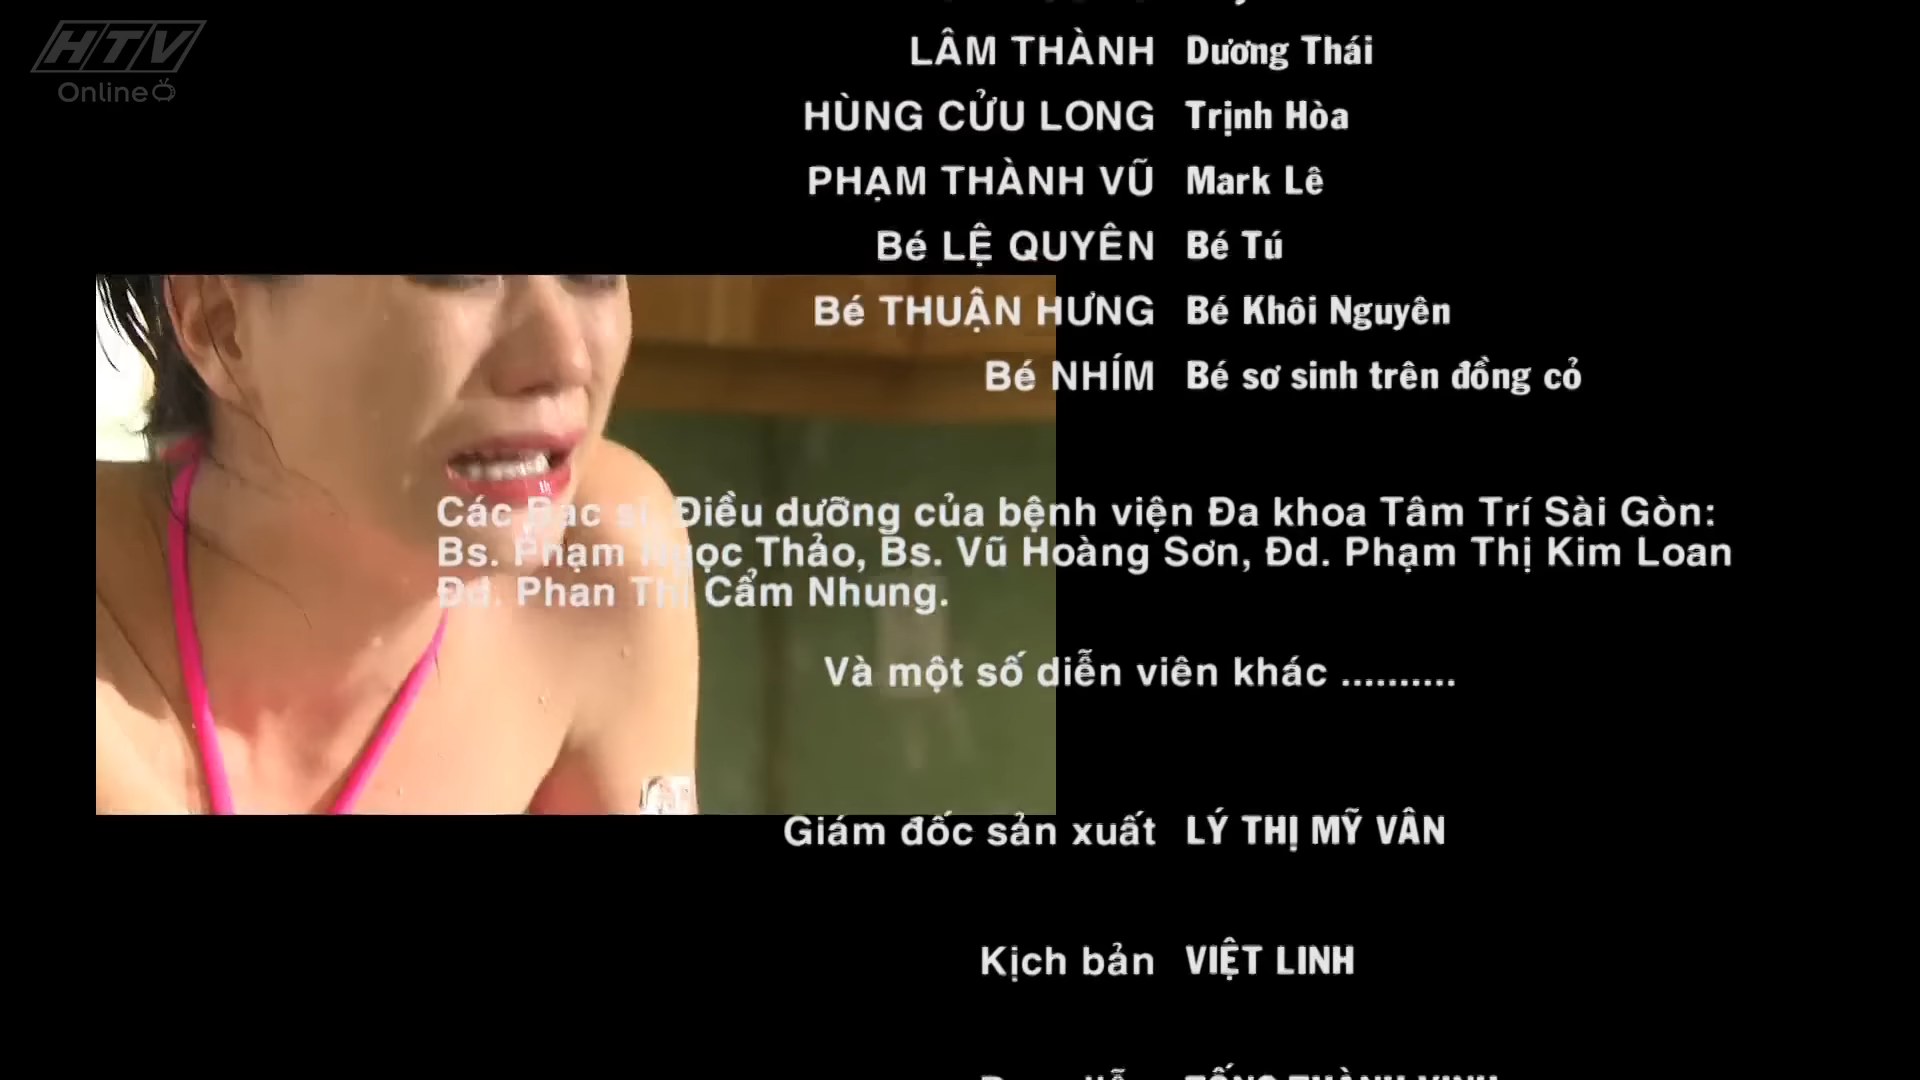 HTV
Online
LÂM THÀNH Dương Thái
HÙNG CỬU LONG Trịnh Hòa
PHẠM THÀNH VŨ Mark Lê
Bé LỆ QUYÊN Bé Tú
Bé THUẬN HƯNG Bé Khôi Nguyên
Bé NHÍM Bé sơ sinh trên đồng cỏ
Các Bác sĩ, Điều dưỡng của bệnh viện Đa khoa Tâm Trí Sài Gòn:
Bs. Phạm Ngọc Thảo, Bs. Vũ Hoàng Sơn, Đd. Phạm Thị Kim Loan
Đd. Phan Thị Cẩm Nhung.
Và một số diễn viên khác ..........
Giám đốc sản xuất LÝ THỊ MỸ VÂN
Kịch bản VIỆT LINH